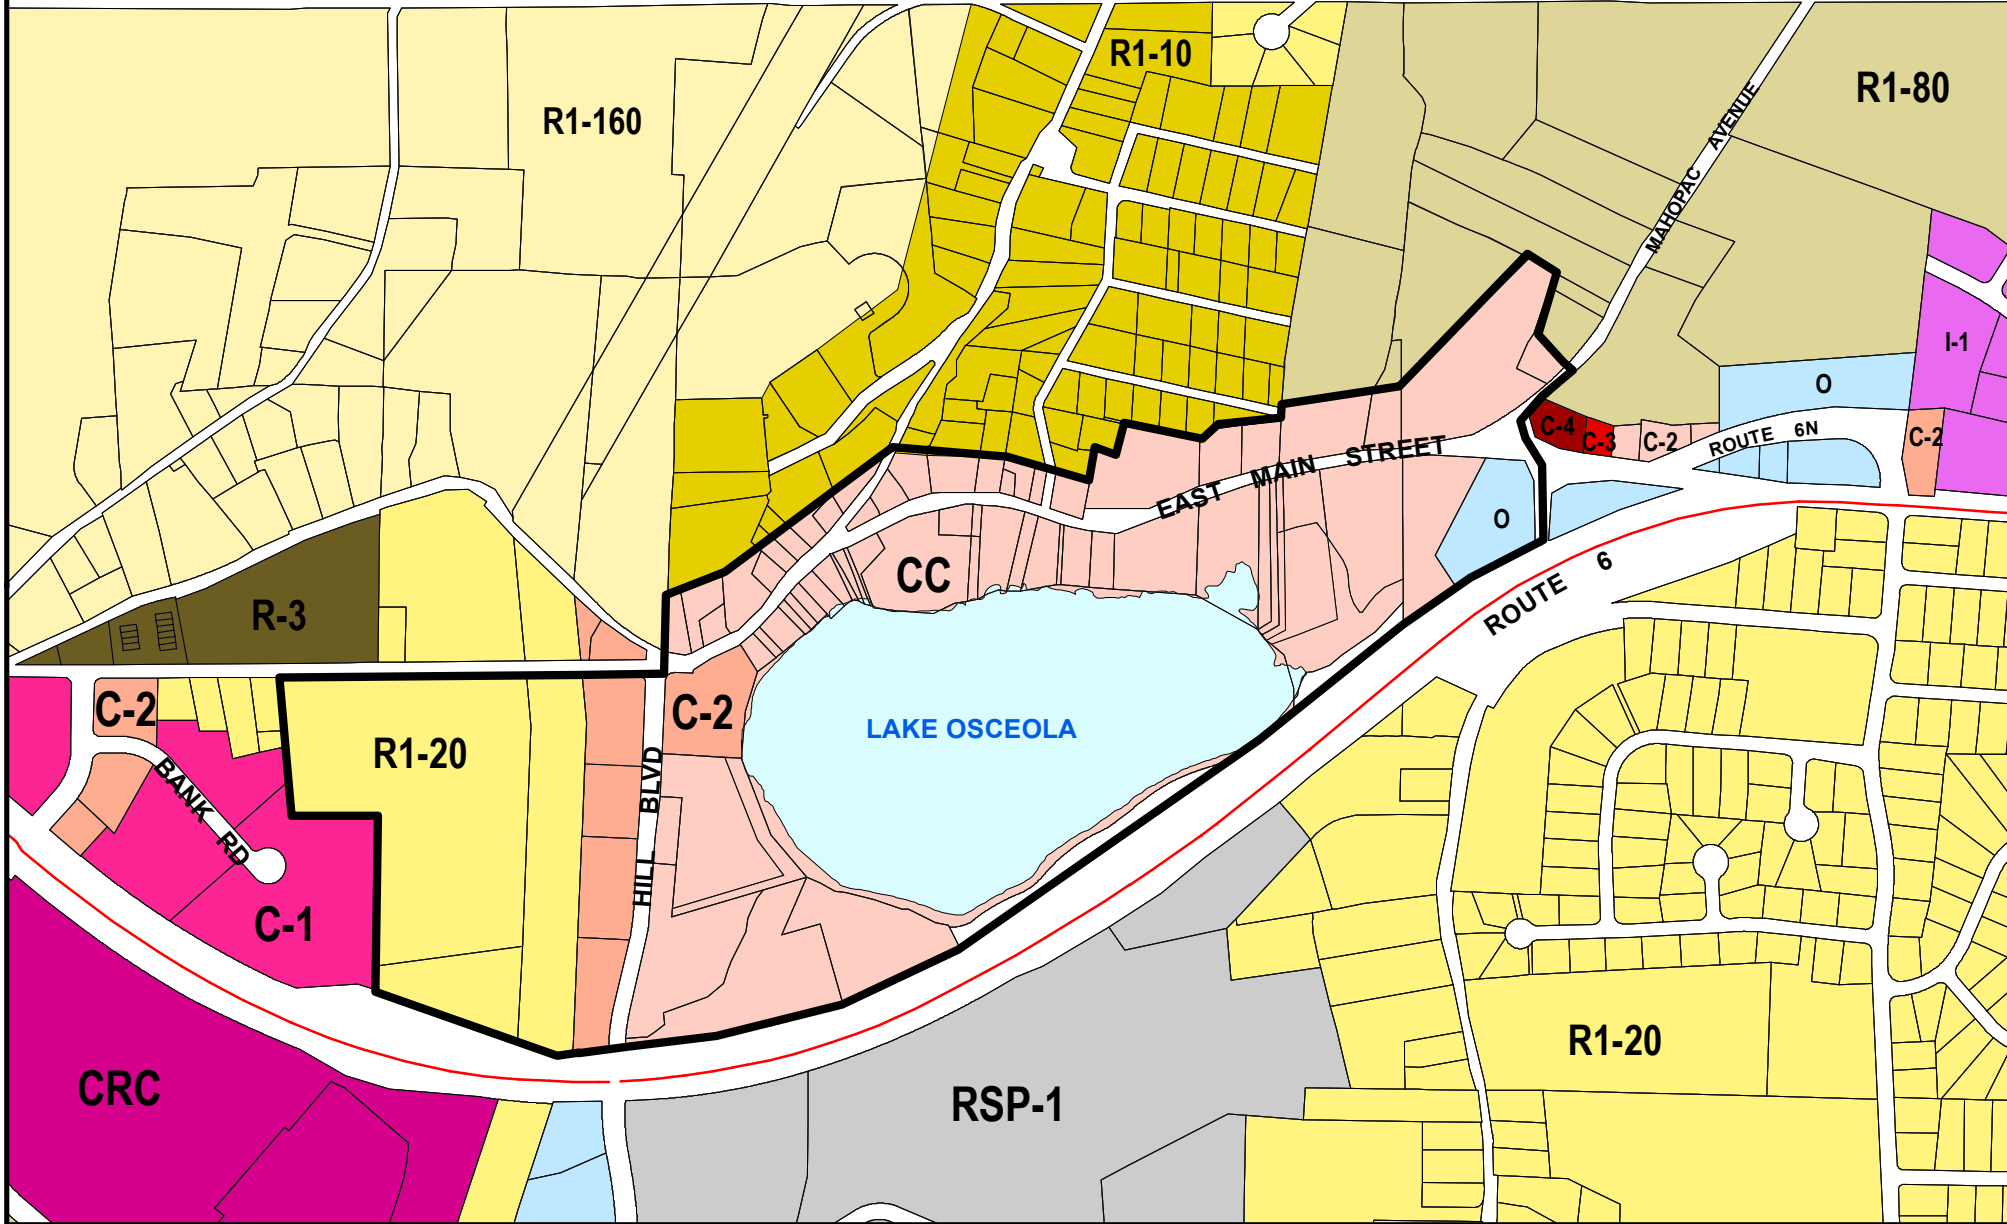 R1-10
R1-80
R1-160
MAHOPAC AVENUE
I-1
O
C-4
C-3
C-2
ROUTE 6N
C-2
EAST MAIN STREET
O
CC
ROUTE 6
R-3
C-2
C-2
LAKE OSCEOLA
R1-20
HILL BLVD
BANK RD
C-1
R1-20
CRC
RSP-1